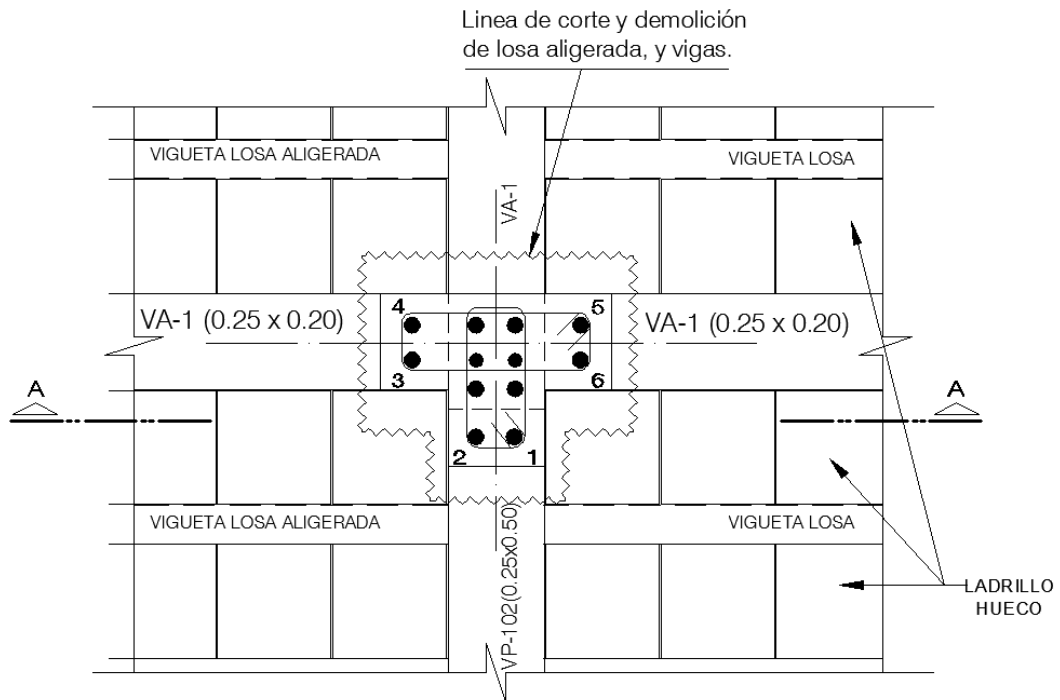 Linea de corte y demolición
de losa aligerada, y vigas.
VIGUETA LOSA ALIGERADA
VIGUETA LOSA
VA-1
4
5
VA-1 (0.25 x 0.20)
VA-1 (0.25 x 0.20)
3
6
A
A
2
1
VIGUETA LOSA ALIGERADA
VIGUETA LOSA
VP-102(0.25x0.50)
LADRILLO
HUECO